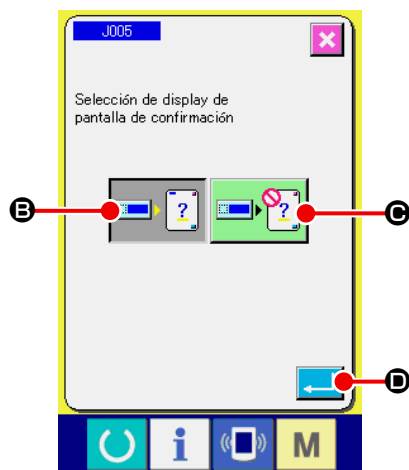 J005
Selección de display de
pantalla de confirmación
B
?
?
C
D
i
M